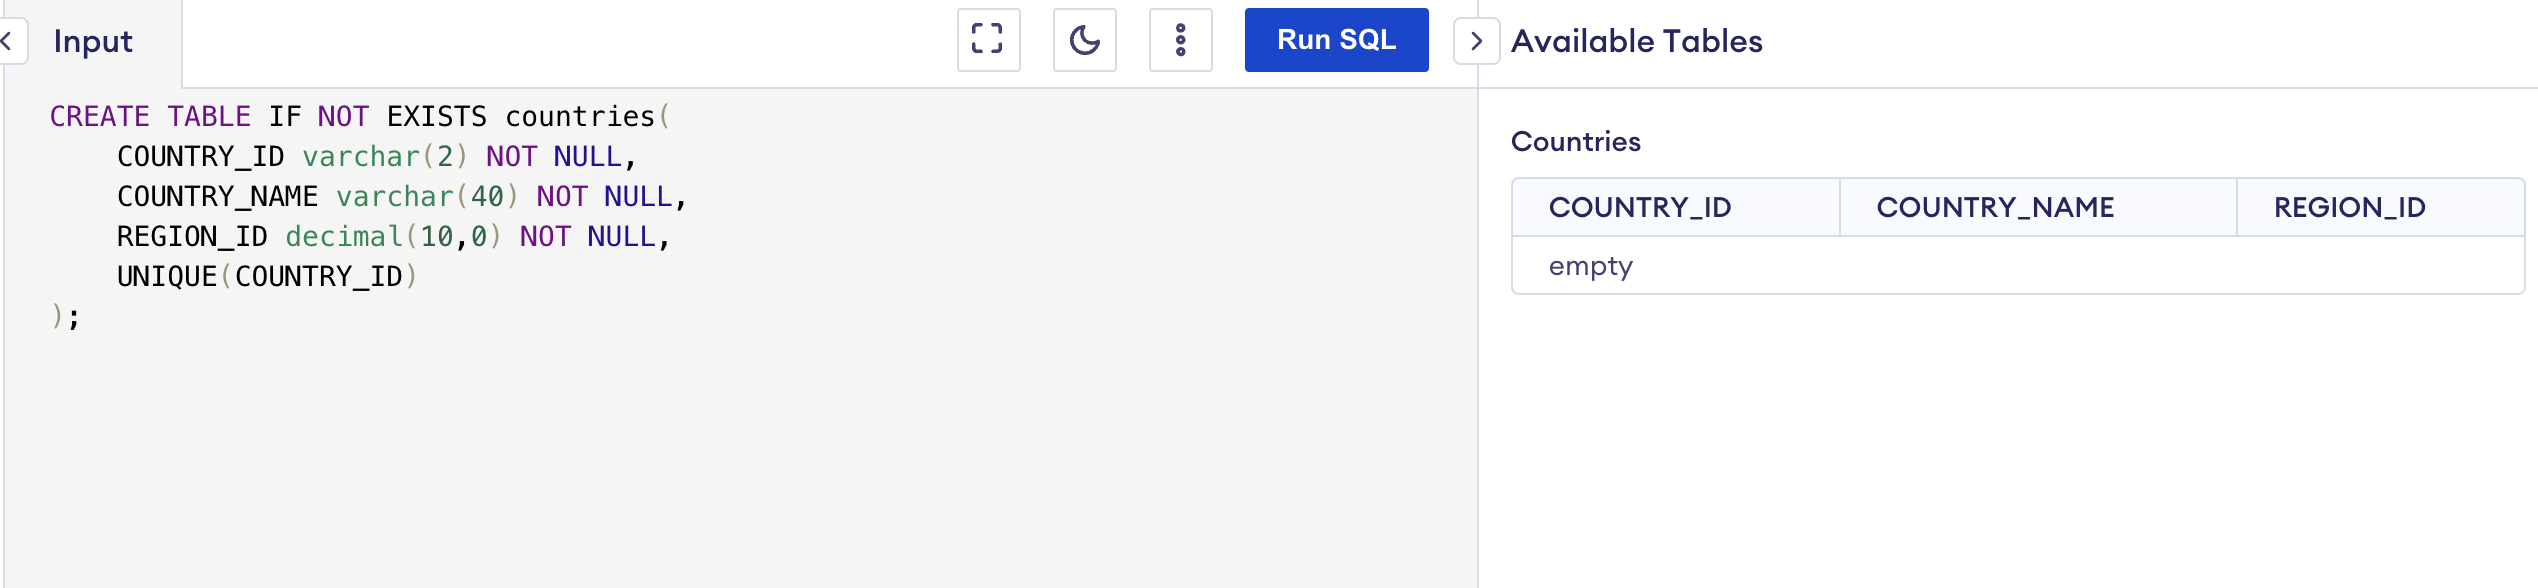 Input
Run SQL
Available Tables
CREATE TABLE IF NOT EXISTS countries(
    COUNTRY_ID varchar(2) NOT NULL,
    COUNTRY_NAME varchar(40) NOT NULL,
    REGION_ID decimal(10,0) NOT NULL,
    UNIQUE(COUNTRY_ID)
);
Countries
COUNTRY_ID COUNTRY_NAME REGION_ID
empty